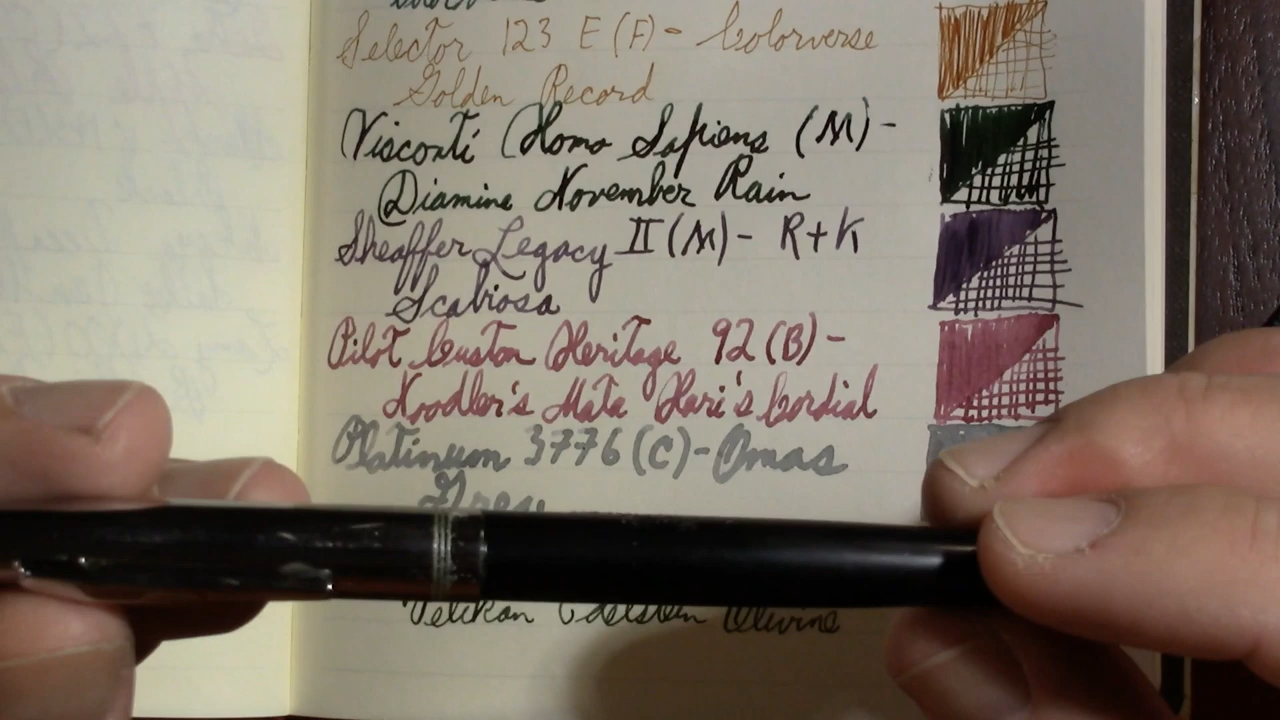 Selector 123 E (F) - Colorverse
Golden Record
Visconti Homo Sapiens (M) -
Diamine November Rain
Sheaffer Legacy II (M) - R+K
Scabiosa
Pilot Custom Heritage 92 (B) -
Noodler's Mata Hari's Cordial
Platinum 3776 (C) - Omas
Grey
Pelikan Edelstein Olivine